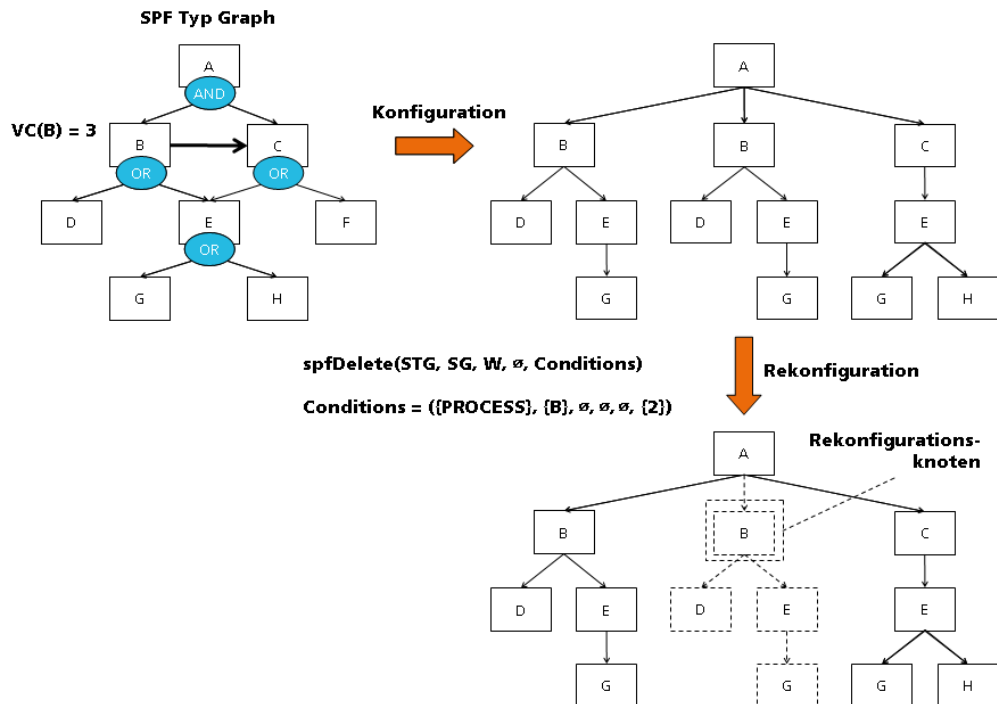 SPF Typ Graph
A
AND
VC(B) = 3
B
C
OR
OR
D
E
F
OR
G
H
Konfiguration
A
B
B
C
D
E
D
E
E
G
G
G
H
spfDelete(STG, SG, W, ø, Conditions)
Conditions = ({PROCESS}, {B}, ø, ø, ø, {2})
Rekonfiguration
Rekonfigurations-
knoten
A
B
B
C
D
E
D
E
E
G
G
G
H